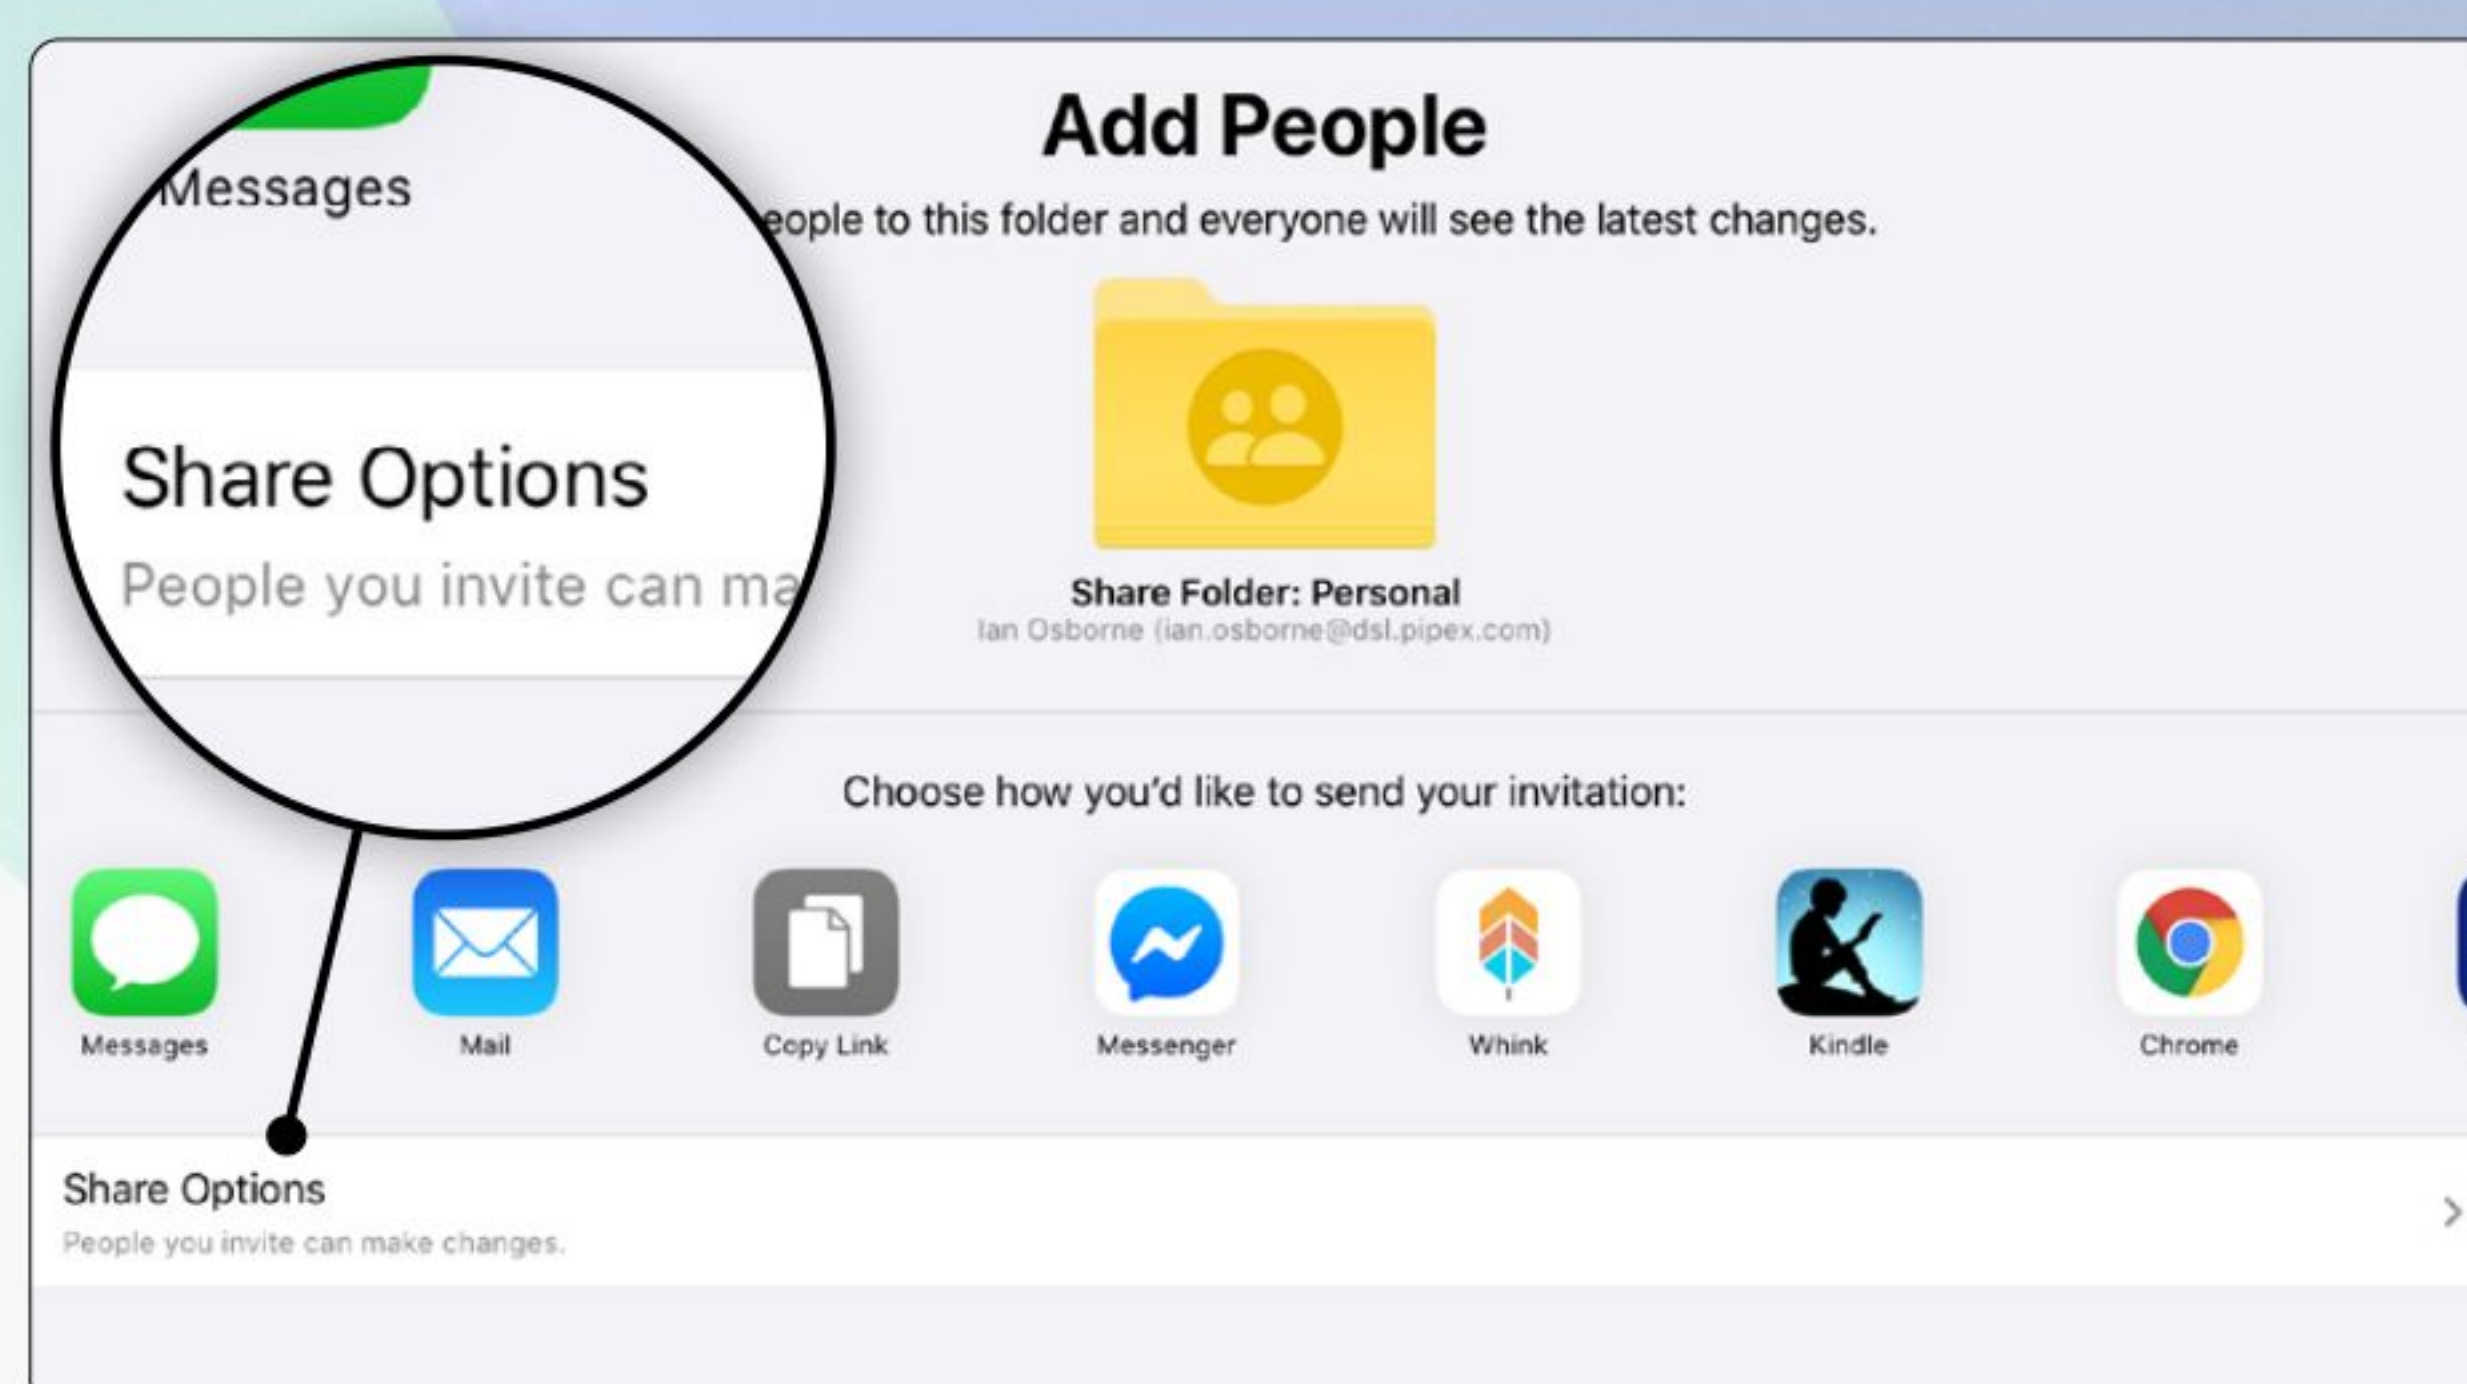 Add People
Messages
eople to this folder and everyone will see the latest changes.
Share Options
People you invite can ma
Share Folder: Personal
Ian Osborne (ian.osborne@dsl.pipex.com)
Choose how you'd like to send your invitation:
Messages
Mail
Copy Link
Messenger
Whink
Kindle
Chrome
Share Options
People you invite can make changes.